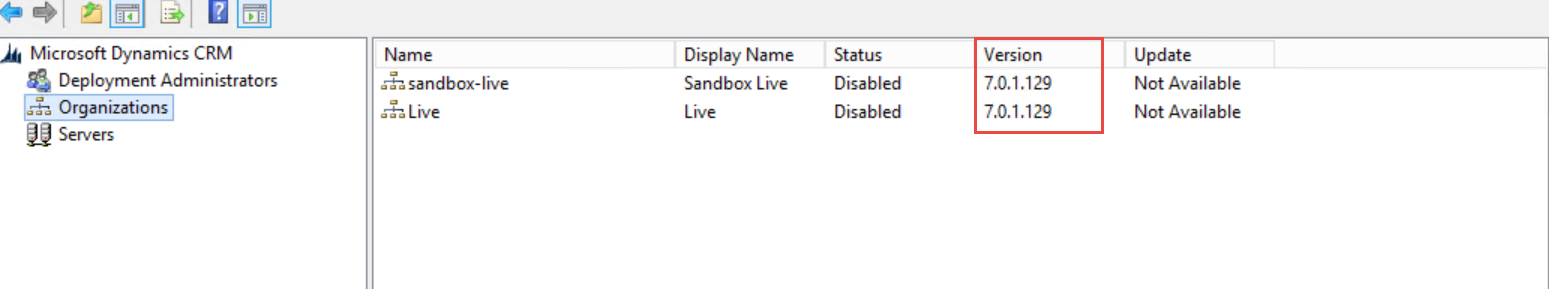 Microsoft Dynamics CRM
Deployment Administrators
Organizations
Servers
Name Display Name Status Version Update
sandbox-live Sandbox Live Disabled 7.0.1.129 Not Available
Live Live Disabled 7.0.1.129 Not Available